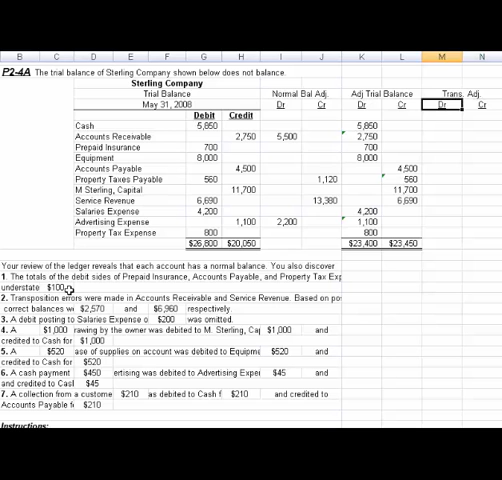 B C D E F G H I J K L M N
P2-4A The trial balance of Sterling Company shown below does not balance.
Sterling Company
Trial Balance Normal Bal Adj. Adj Trial Balance Trans. Adj.
May 31, 2008 Dr Cr Dr Cr Dr Cr
Debit Credit
Cash 5,850 5,850
Accounts Receivable 2,750 5,500 2,750
Prepaid Insurance 700 700
Equipment 8,000 8,000
Accounts Payable 4,500 4,500
Property Taxes Payable 560 1,120 560
M Sterling, Capital 11,700 11,700
Service Revenue 6,690 13,380 6,690
Salaries Expense 4,200 4,200
Advertising Expense 1,100 2,200 1,100
Property Tax Expense 800 800
$26,800 $20,050 $23,400 $23,450
Your review of the ledger reveals that each account has a normal balance. You also discover
1. The totals of the debit sides of Prepaid Insurance, Accounts Payable, and Property Tax Exp
understate $100
2. Transposition errors were made in Accounts Receivable and Service Revenue. Based on pos
correct balances we $2,570 and $6,960 respectively.
3. A debit posting to Salaries Expense o $200 was omitted.
4. A $1,000 rawing by the owner was debited to M. Sterling, Cap $1,000 and
credited to Cash for $1,000
5. A $520 ase of supplies on account was debited to Equipme $520 and
credited to Cash for $520
6. A cash payment $450 ertising was debited to Advertising Expen $45 and
and credited to Cash $45
7. A collection from a custome $210 as debited to Cash f $210 and credited to
Accounts Payable f $210
Instructions: